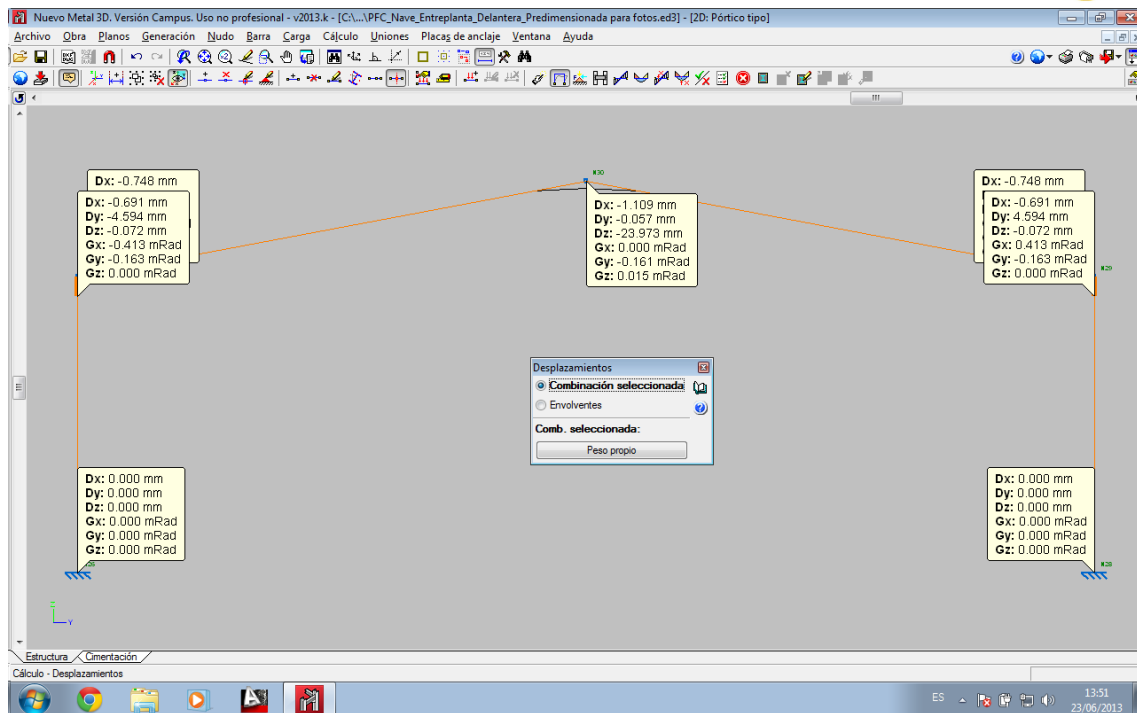 Nuevo Metal 3D. Versión Campus. Uso no profesional - v2013.k - [C:\...\PFC_Nave_Entreplanta_Delantera_Predimensionada para fotos.ed3] - [2D: Pórtico tipo]
Archivo Obra Planos Generación Nudo Barra Carga Cálculo Uniones Placas de anclaje Ventana Ayuda
N30
Dx: -0.748 mm
Dx: -0.691 mm
Dy: -4.594 mm
Dz: -0.072 mm
Gx: -0.413 mRad
Gy: -0.163 mRad
Gz: 0.000 mRad
Dx: -1.109 mm
Dy: -0.057 mm
Dz: -23.973 mm
Gx: 0.000 mRad
Gy: -0.161 mRad
Gz: 0.015 mRad
Dx: -0.748 mm
Dx: -0.691 mm
Dy: 4.594 mm
Dz: -0.072 mm
Gx: 0.413 mRad
Gy: -0.163 mRad
Gz: 0.000 mRad
N29
Desplazamientos
Combinación seleccionada
Envolventes
Comb. seleccionada:
Peso propio
Dx: 0.000 mm
Dy: 0.000 mm
Dz: 0.000 mm
Gx: 0.000 mRad
Gy: 0.000 mRad
Gz: 0.000 mRad
Dx: 0.000 mm
Dy: 0.000 mm
Dz: 0.000 mm
Gx: 0.000 mRad
Gy: 0.000 mRad
Gz: 0.000 mRad
N28
Y
Estructura Cimentación
Cálculo - Desplazamientos
ES 13:51
23/06/2013